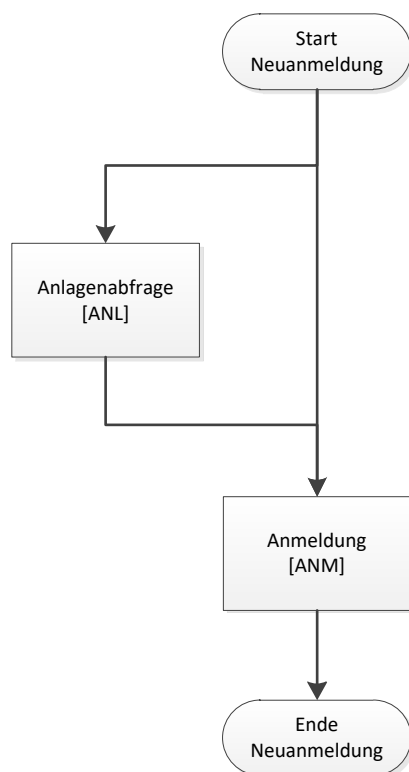 Start
Neuanmeldung
Anlagenabfrage
[ANL]
Anmeldung
[ANM]
Ende
Neuanmeldung